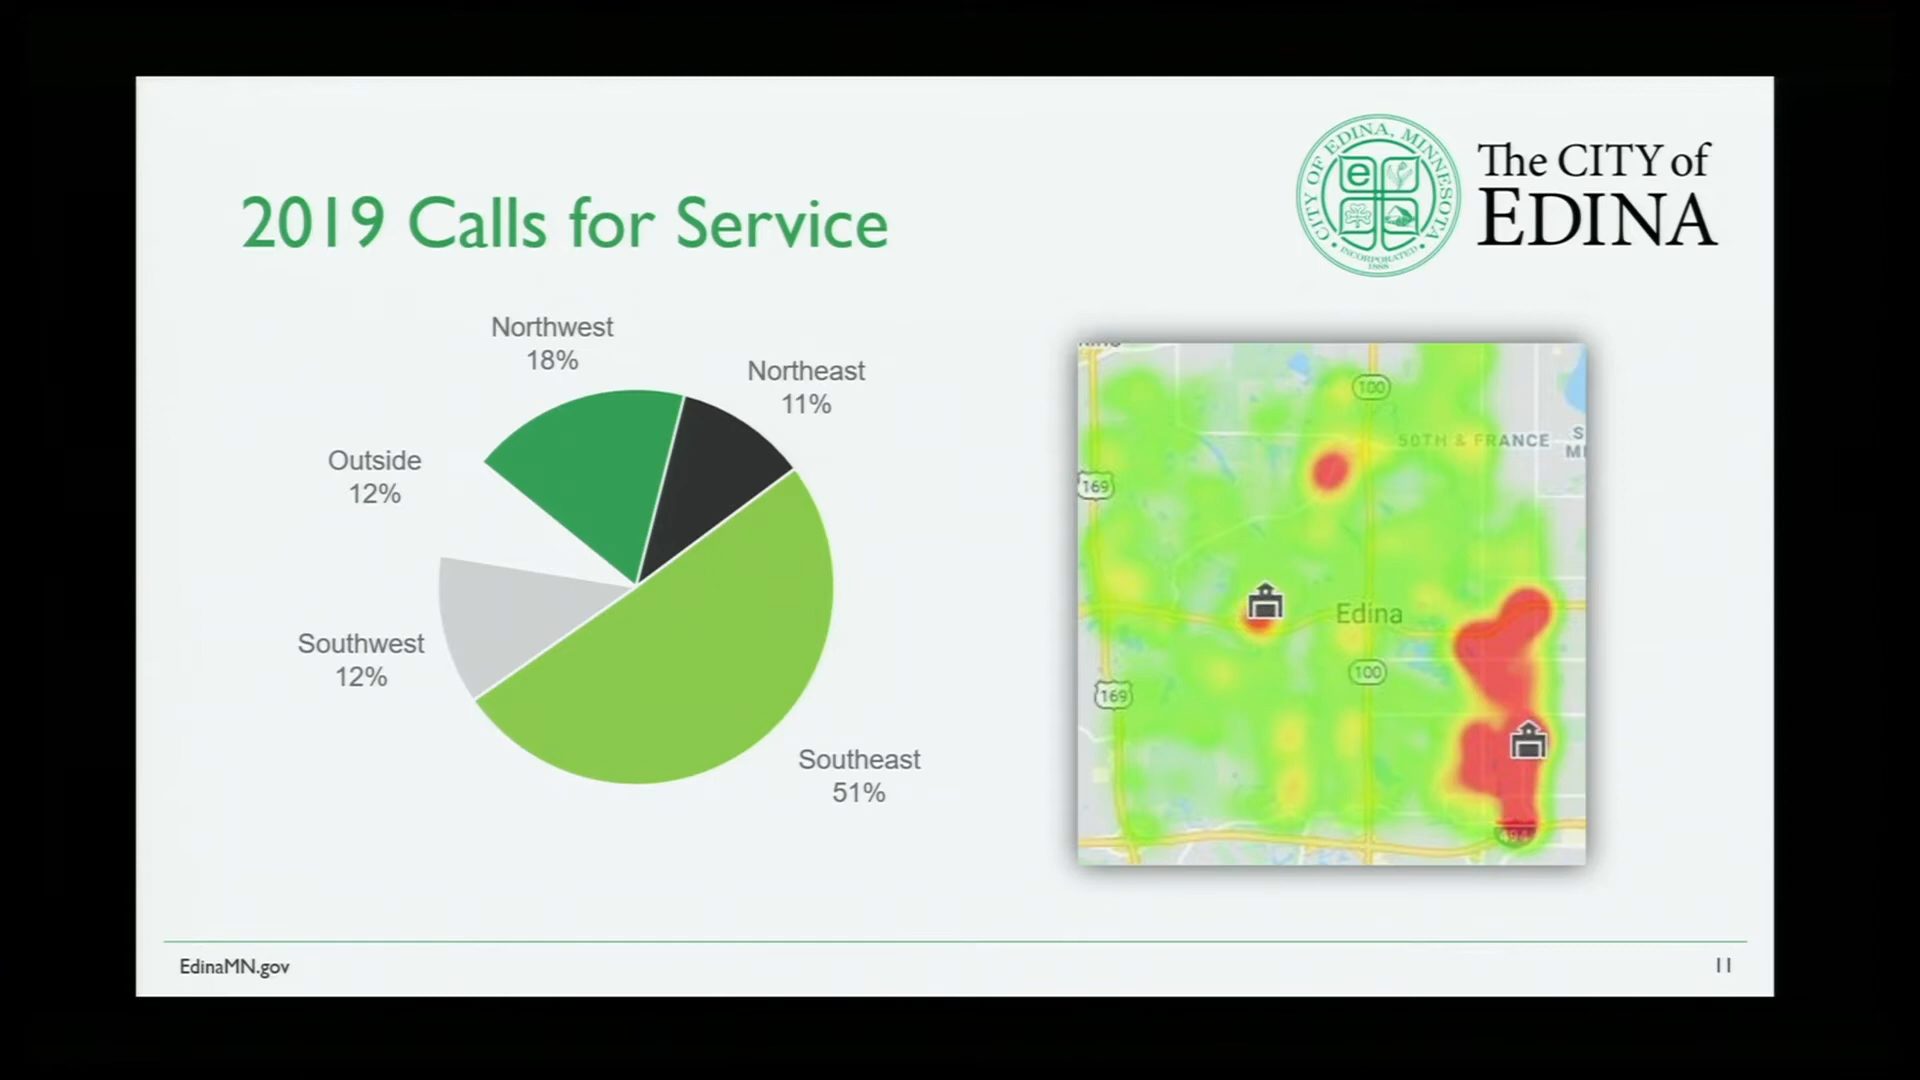 2019 Calls for Service
CITY OF EDINA, MINNESOTA
e
INCORPORATED
1888
The CITY of
EDINA
Northwest
18%
Northeast
11%
Outside
12%
Southwest
12%
Southeast
51%
100
50TH & FRANCE
169
Edina
100
169
494
EdinaMN.gov
11